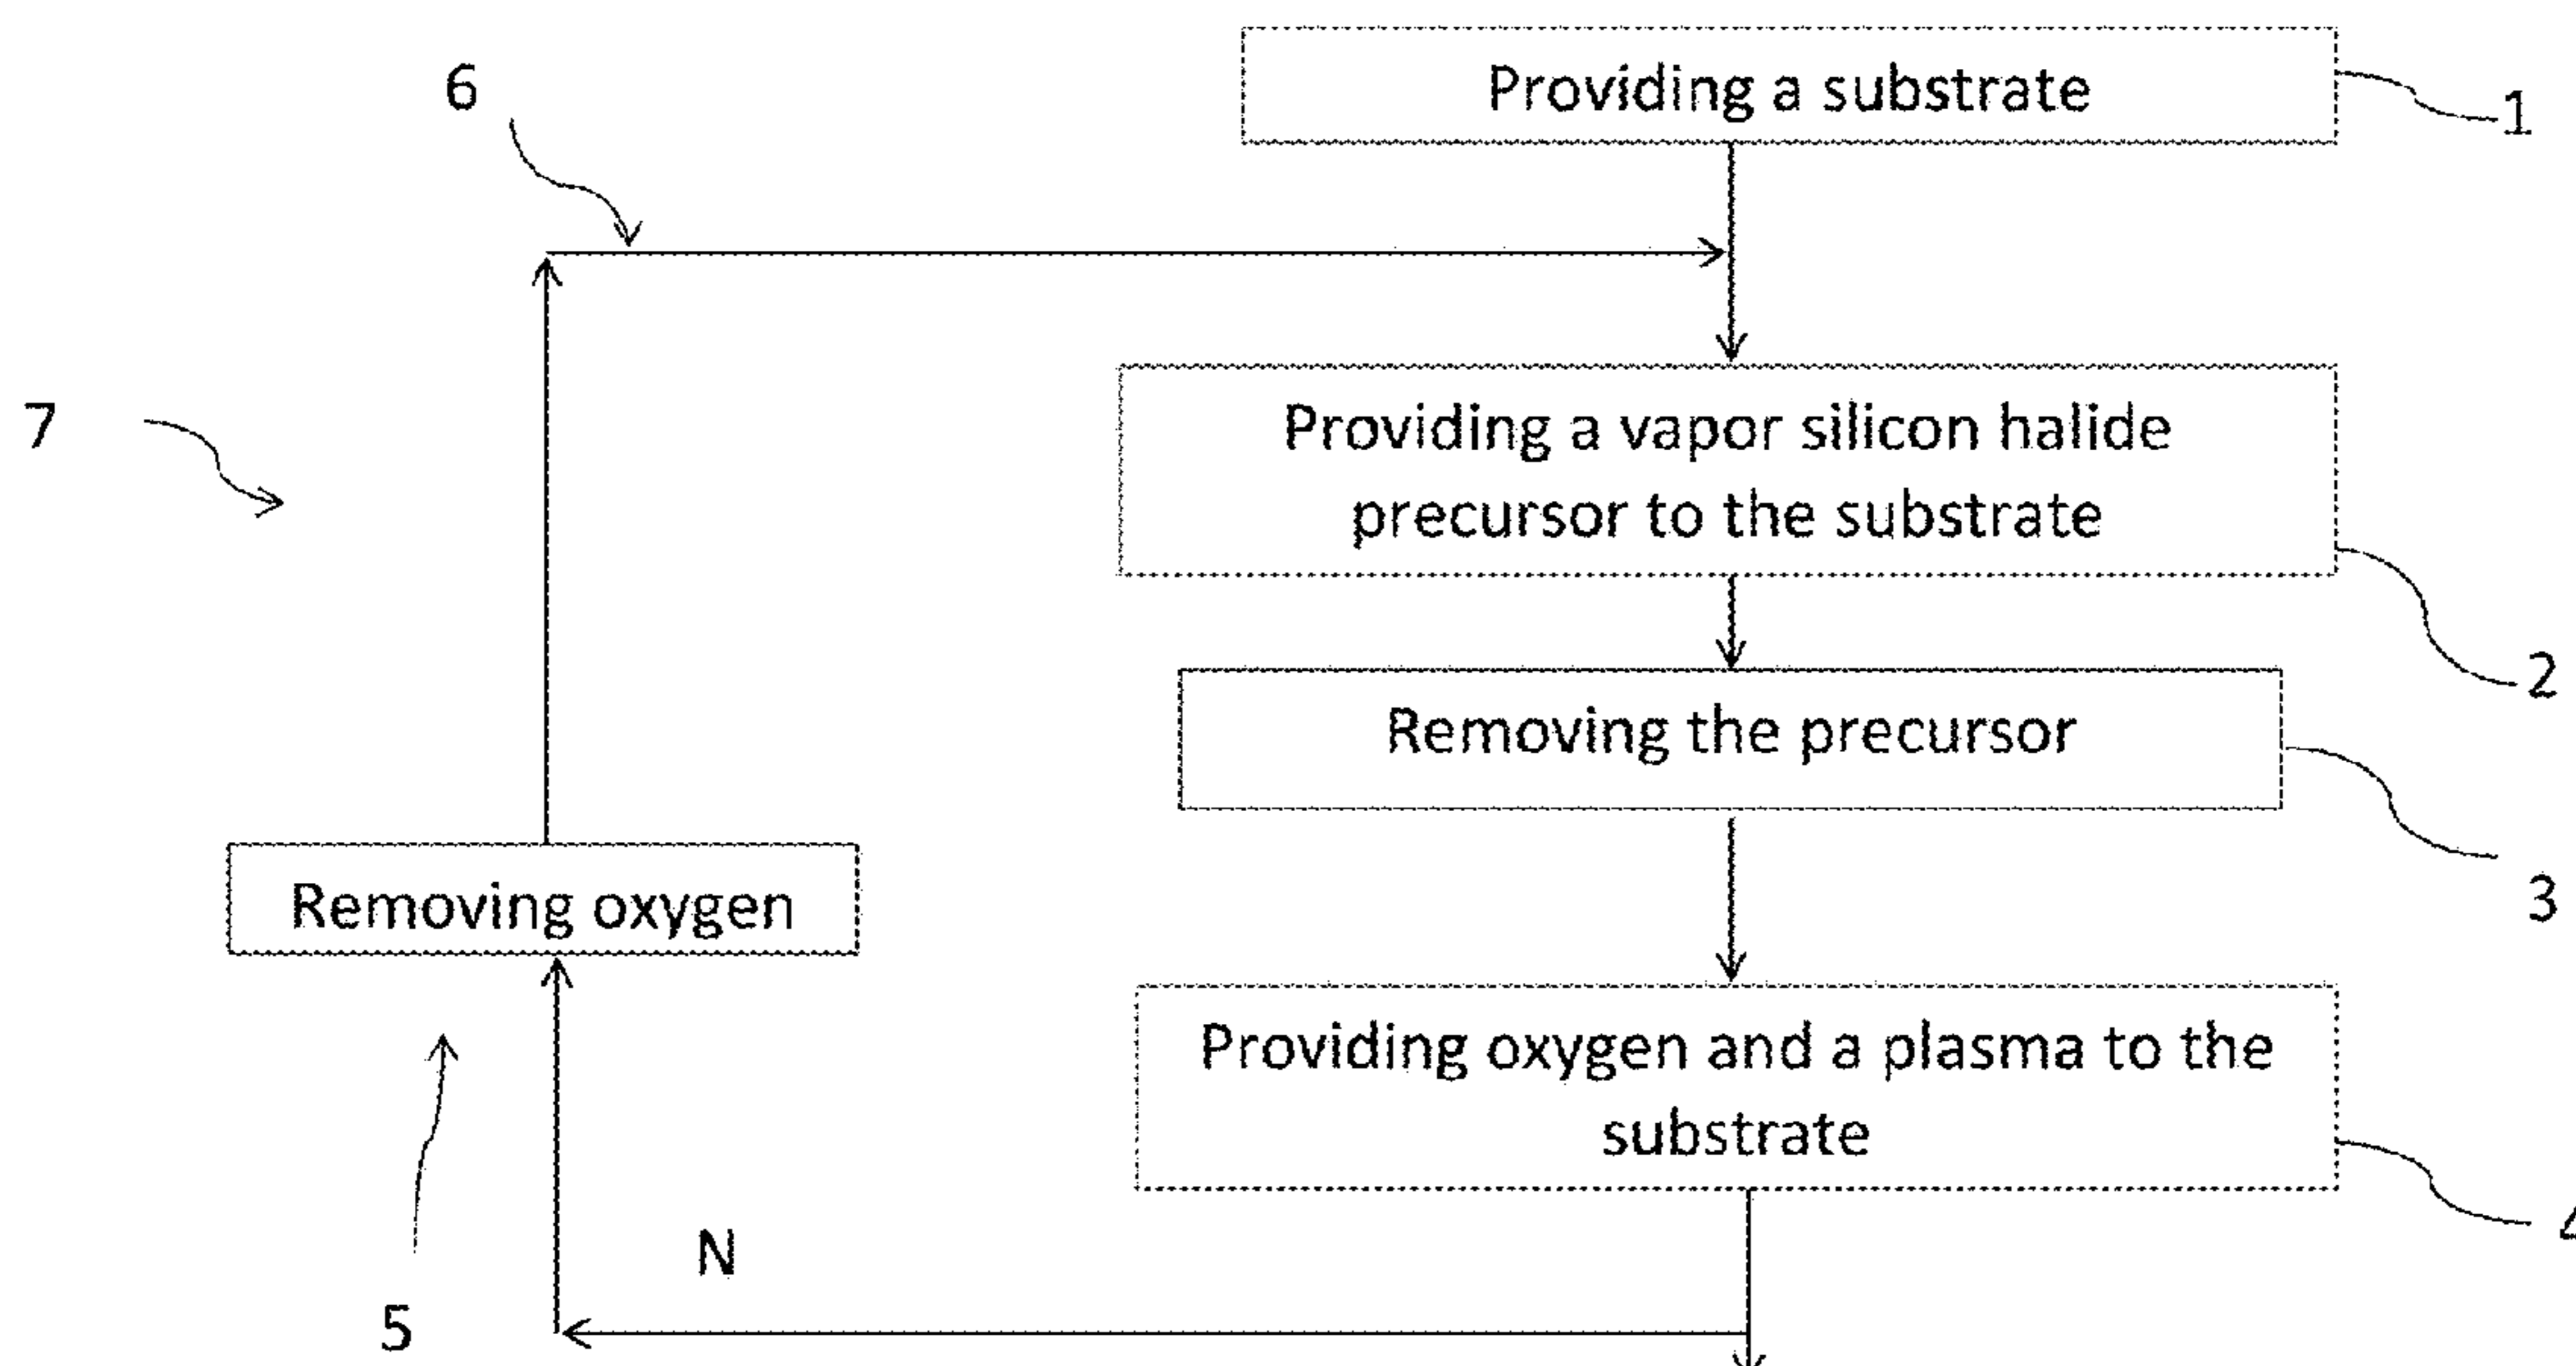 Providing a substrate
1
6
Providing a vapor silicon halide
precursor to the substrate
7
2
Removing the precursor
3
Removing oxygen
Providing oxygen and a plasma to the
substrate
4
N
5